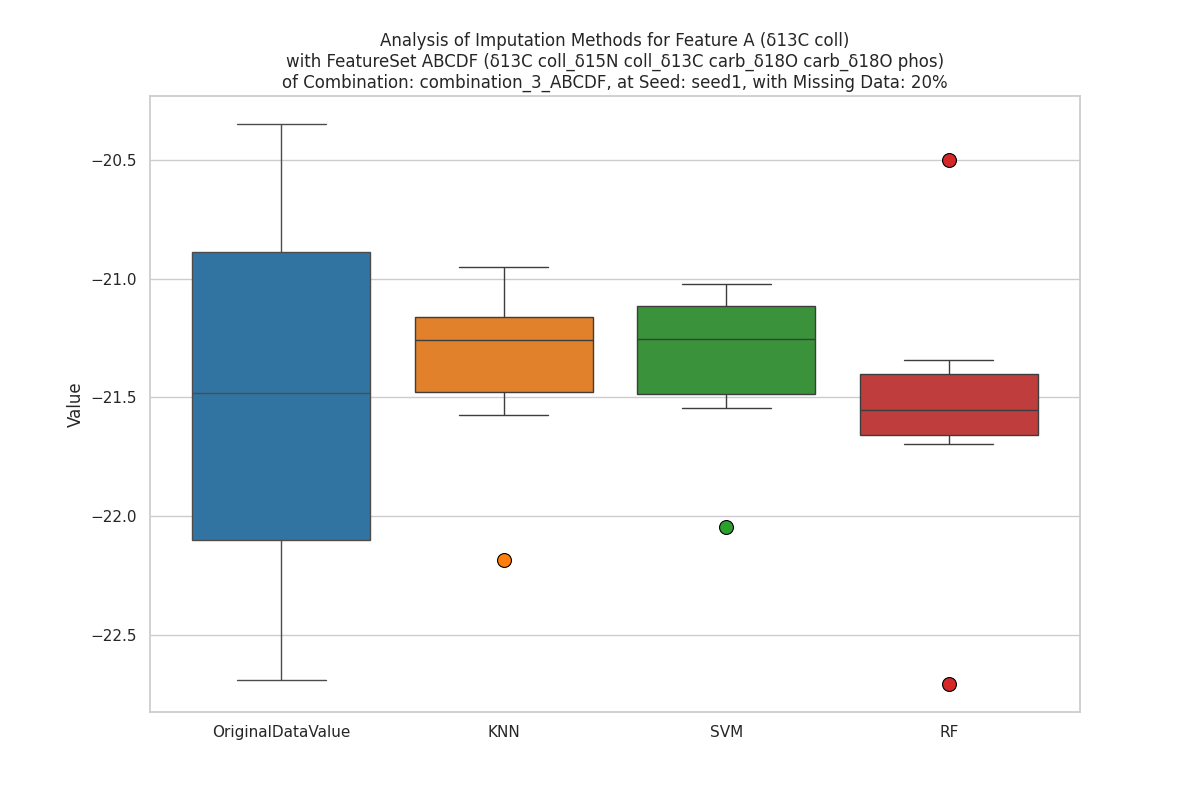 Analysis of Imputation Methods for Feature A (δ13C coll)
with FeatureSet ABCDF (δ13C coll_δ15N coll_δ13C carb_δ18O carb_δ18O phos)
of Combination: combination_3_ABCDF, at Seed: seed1, with Missing Data: 20%
Value
−20.5
−21.0
−21.5
−22.0
−22.5
OriginalDataValue
KNN
SVM
RF